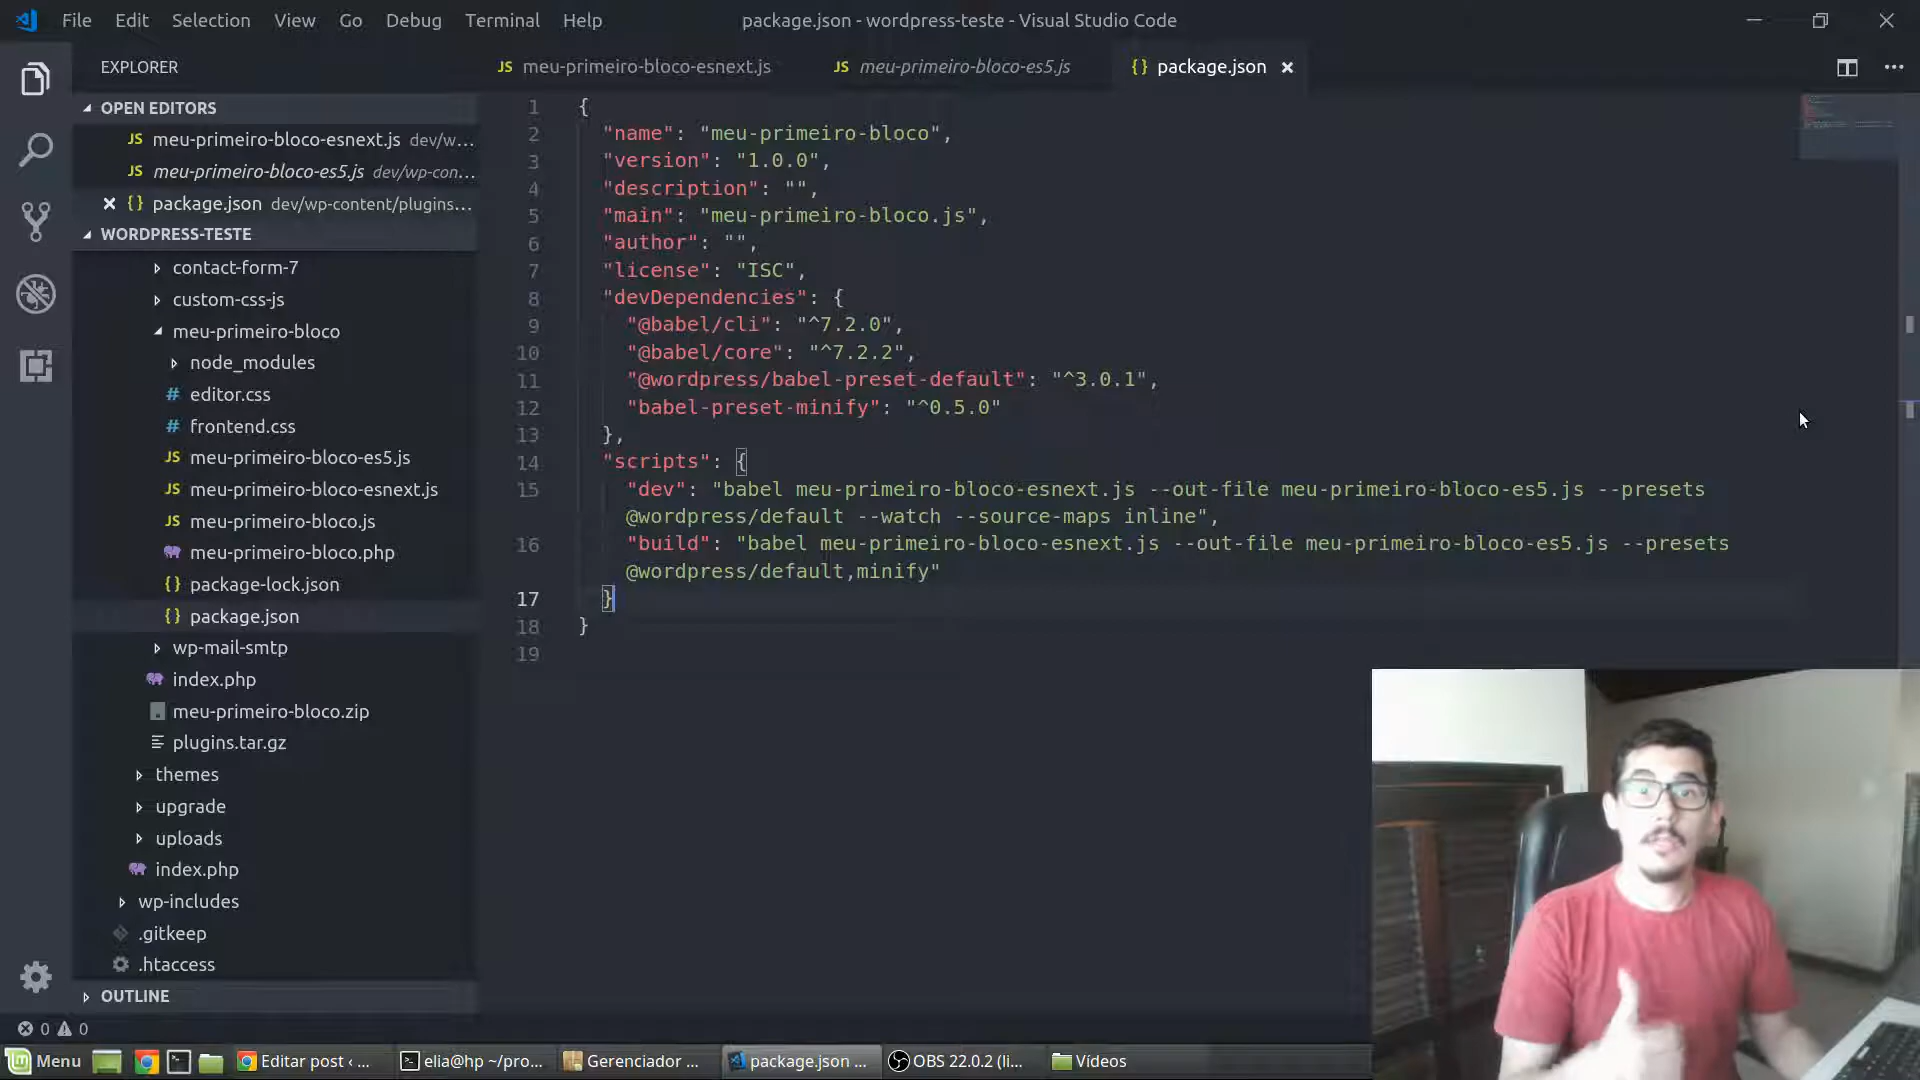 File Edit Selection View Go Debug Terminal Help
package.json - wordpress-teste - Visual Studio Code
EXPLORER
OPEN EDITORS
JS meu-primeiro-bloco-esnext.js dev/w...
JS meu-primeiro-bloco-es5.js dev/wp-con...
{} package.json dev/wp-content/plugins...
WORDPRESS-TESTE
contact-form-7
custom-css-js
meu-primeiro-bloco
node_modules
# editor.css
# frontend.css
JS meu-primeiro-bloco-es5.js
JS meu-primeiro-bloco-esnext.js
JS meu-primeiro-bloco.js
meu-primeiro-bloco.php
{} package-lock.json
{} package.json
wp-mail-smtp
index.php
meu-primeiro-bloco.zip
plugins.tar.gz
themes
upgrade
uploads
index.php
wp-includes
.gitkeep
.htaccess
OUTLINE
JS meu-primeiro-bloco-esnext.js
JS meu-primeiro-bloco-es5.js
{} package.json
1 {
2 "name": "meu-primeiro-bloco",
3 "version": "1.0.0",
4 "description": "",
5 "main": "meu-primeiro-bloco.js",
6 "author": "",
7 "license": "ISC",
8 "devDependencies": {
9 "@babel/cli": "^7.2.0",
10 "@babel/core": "^7.2.2",
11 "@wordpress/babel-preset-default": "^3.0.1",
12 "babel-preset-minify": "^0.5.0"
13 },
14 "scripts": {
15 "dev": "babel meu-primeiro-bloco-esnext.js --out-file meu-primeiro-bloco-es5.js --presets
@wordpress/default --watch --source-maps inline",
16 "build": "babel meu-primeiro-bloco-esnext.js --out-file meu-primeiro-bloco-es5.js --presets
@wordpress/default,minify"
17 }
18 }
19
0 0
Menu
Editar post ‹ ...
elia@hp ~/pro...
Gerenciador ...
package.json ...
OBS 22.0.2 (li...
Vídeos